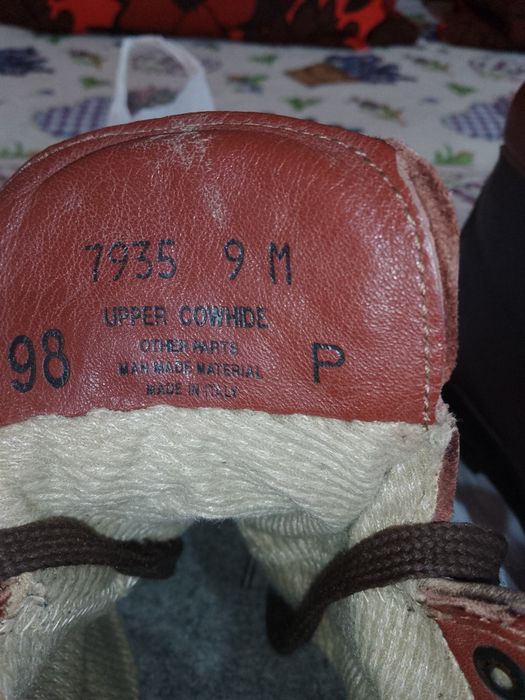 7935 9 M
UPPER COWHIDE
OTHER PARTS
98 MAN MADE MATERIAL P
MADE IN ITALY